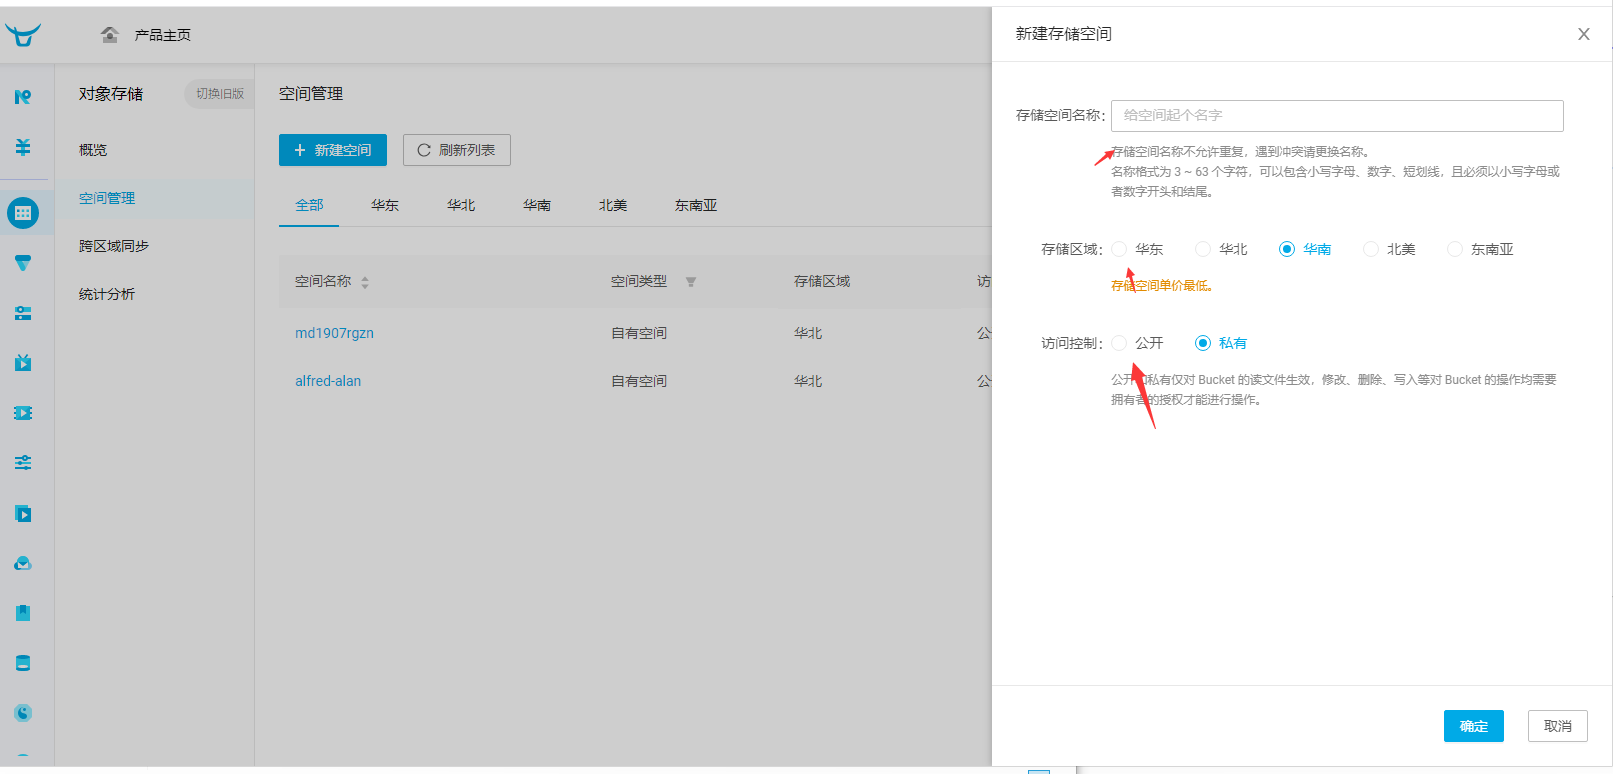 产品主页
对象存储
切换旧版
概览
空间管理
跨区域同步
统计分析
空间管理
新建空间
刷新列表
全部 华东 华北 华南 北美 东南亚
空间名称 空间类型 存储区域 访
md1907rgzn 自有空间 华北 公
alfred-alan 自有空间 华北 公
新建存储空间
存储空间名称: 给空间起个名字
存储空间名称不允许重复，遇到冲突请更换名称。
名称格式为 3 ~ 63 个字符，可以包含小写字母、数字、短划线，且必须以小写字母或
者数字开头和结尾。
存储区域: 华东 华北 华南 北美 东南亚
存储空间单价最低。
访问控制: 公开 私有
公开和私有仅对 Bucket 的读文件生效，修改、删除、写入等对 Bucket 的操作均需要
拥有者的授权才能进行操作。
确定
取消